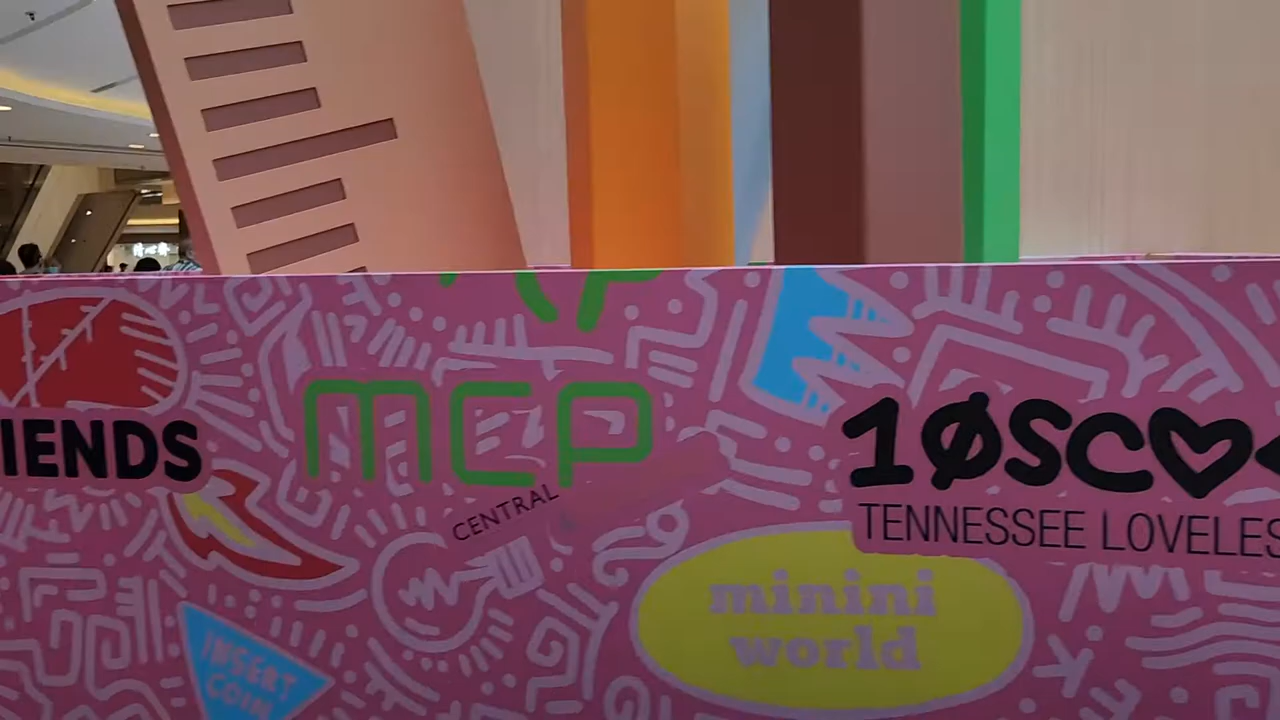 IENDS
MCP
CENTRAL
1ØSC♥
TENNESSEE LOVELES
minini
world
INSERT
COIN